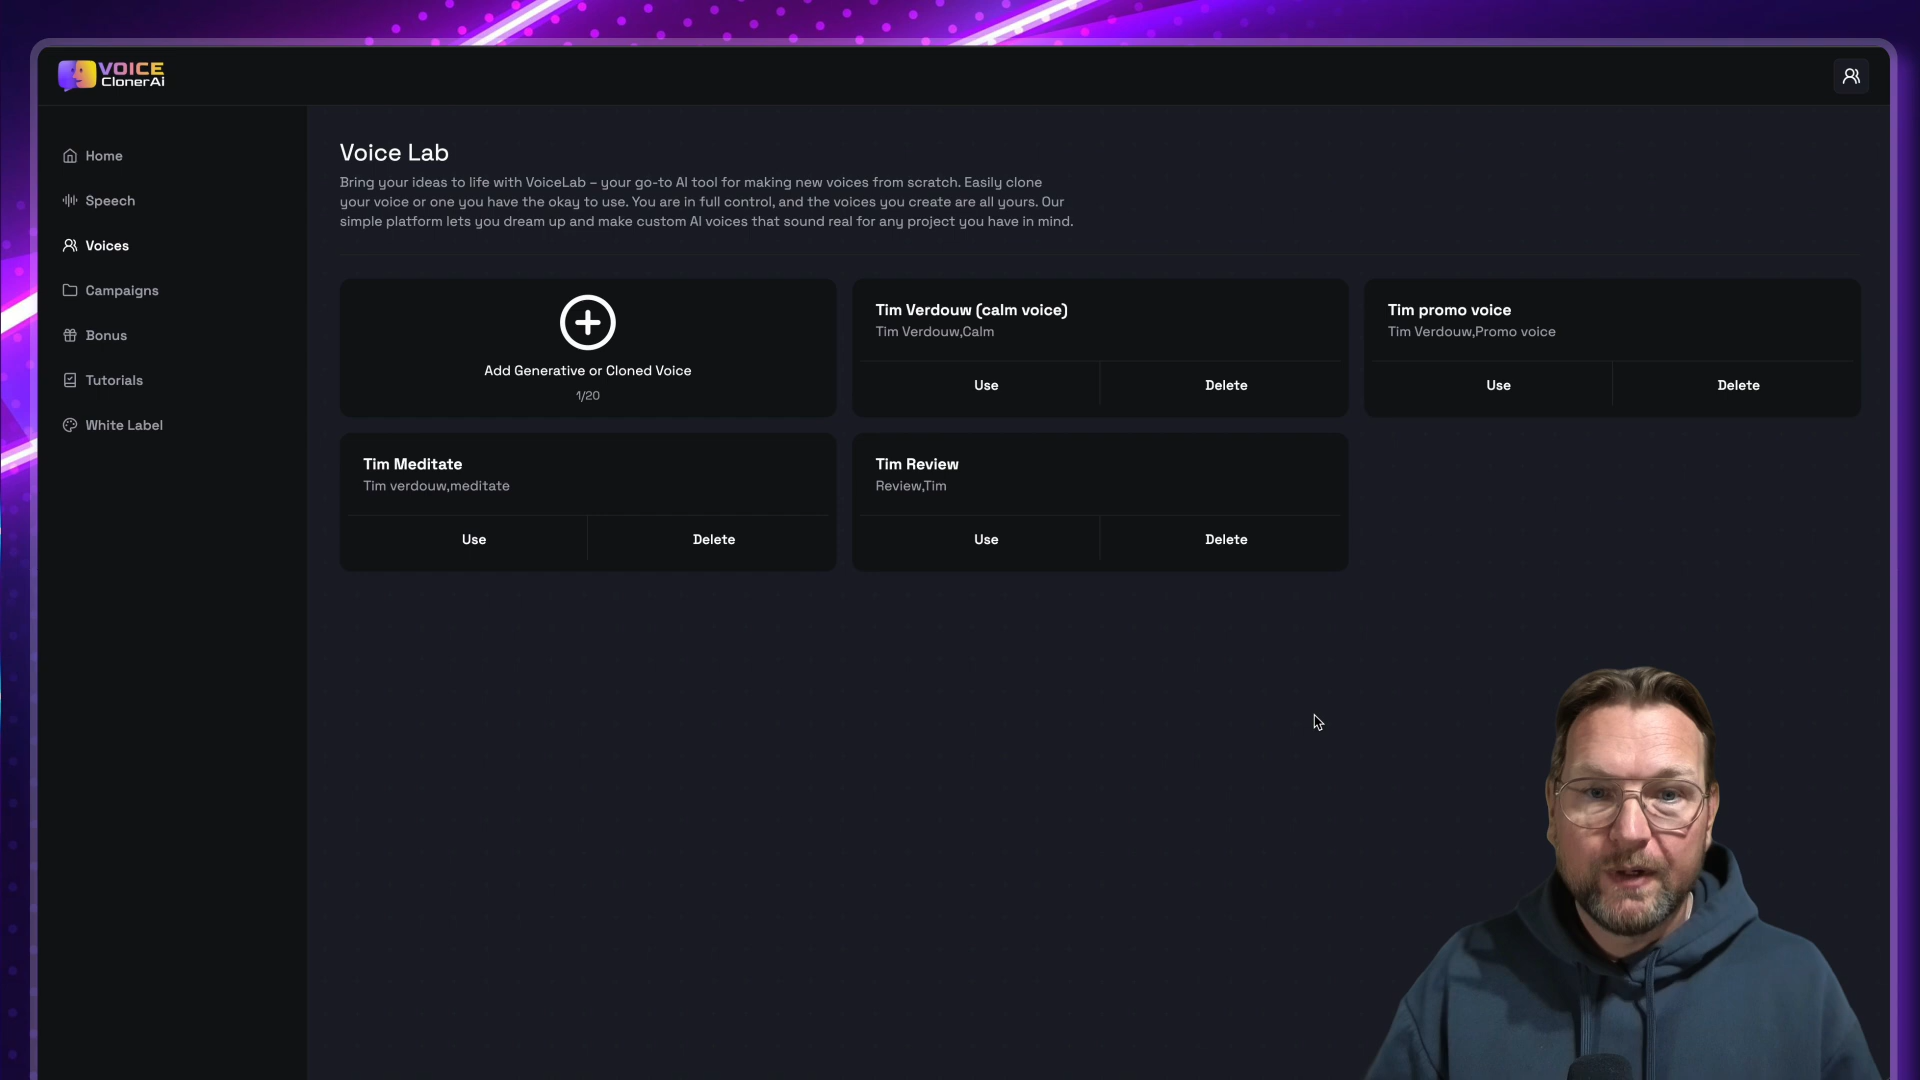 VOICE
ClonerAi
Home
Speech
Voices
Campaigns
Bonus
Tutorials
White Label
Voice Lab
Bring your ideas to life with VoiceLab – your go-to AI tool for making new voices from scratch. Easily clone
your voice or one you have the okay to use. You are in full control, and the voices you create are all yours. Our
simple platform lets you dream up and make custom AI voices that sound real for any project you have in mind.
Add Generative or Cloned Voice
1/20
Tim Verdouw (calm voice)
Tim Verdouw,Calm
Use Delete
Tim promo voice
Tim Verdouw,Promo voice
Use Delete
Tim Meditate
Tim verdouw,meditate
Use Delete
Tim Review
Review,Tim
Use Delete